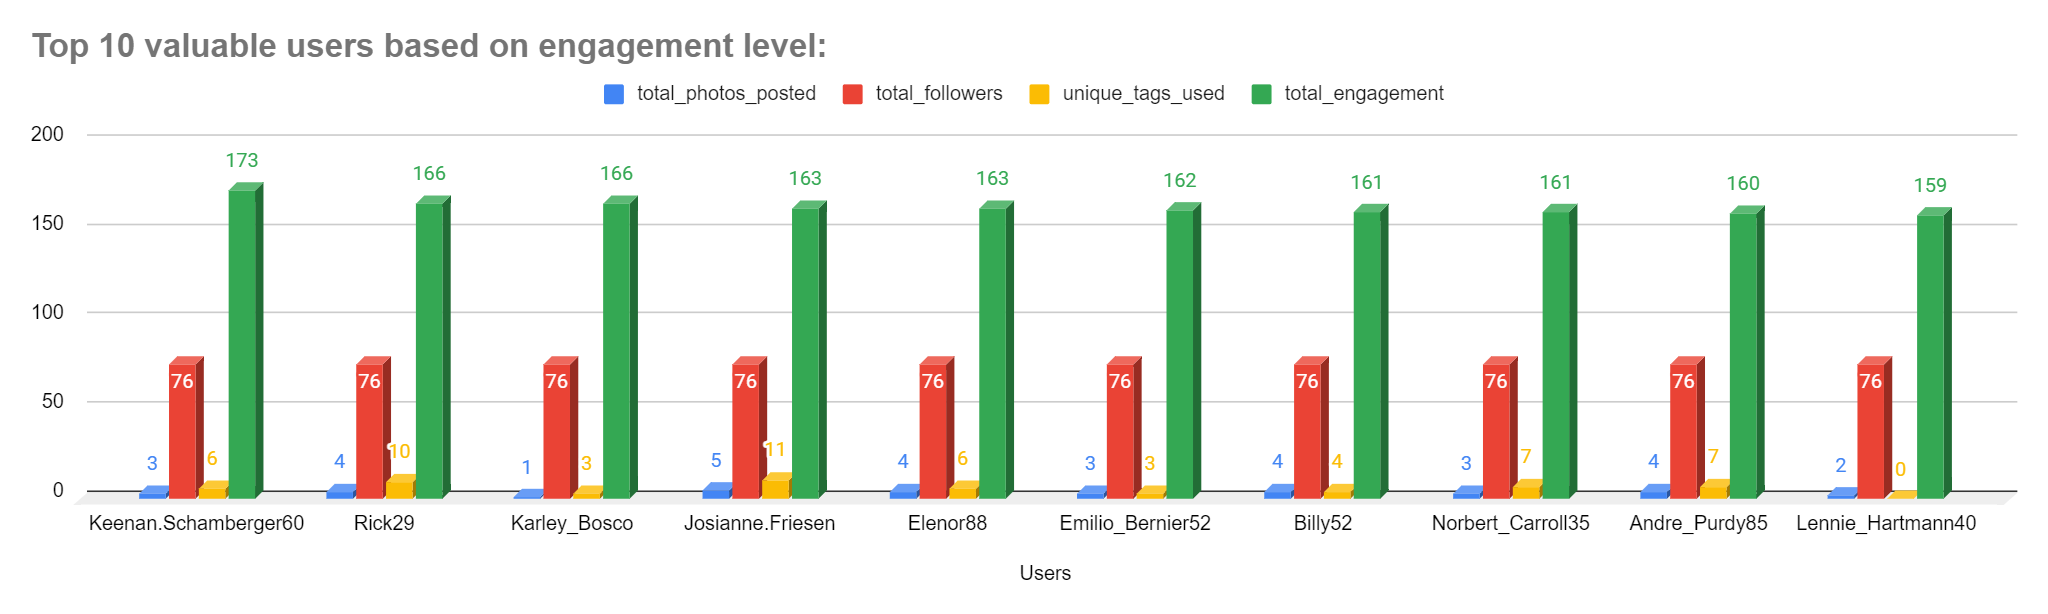 Top 10 valuable users based on engagement level:
total_photos_posted total_followers unique_tags_used total_engagement
200
150
100
50
0
173 166 166 163 163 162 161 161 160 159
76 76 76 76 76 76 76 76 76 76
3 6 4 10 1 3 5 11 4 6 3 3 4 4 3 7 4 7 2 0
Keenan.Schamberger60 Rick29 Karley_Bosco Josianne.Friesen Elenor88 Emilio_Bernier52 Billy52 Norbert_Carroll35 Andre_Purdy85 Lennie_Hartmann40
Users